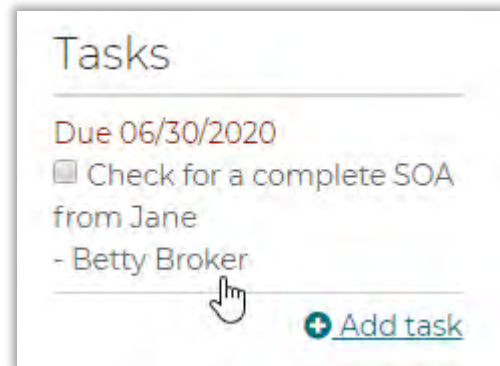 Tasks
Due 06/30/2020
Check for a complete SOA
from Jane
- Betty Broker
Add task